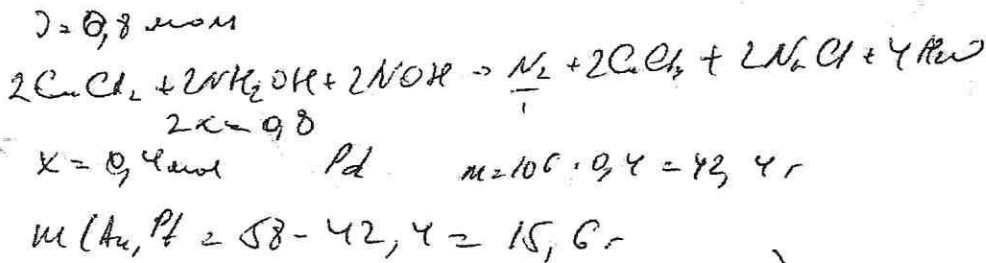 ν = 0,8 моль
2CuCl₂ + 2NH₂OH + 2NOH → N₂ + 2CuCl + 2NaCl + 4H₂O
2x = 0,8
x = 0,4 моль Pd m = 106 · 0,4 = 42,4 г
m(Au, Pt = 58 - 42,4 = 15,6 г